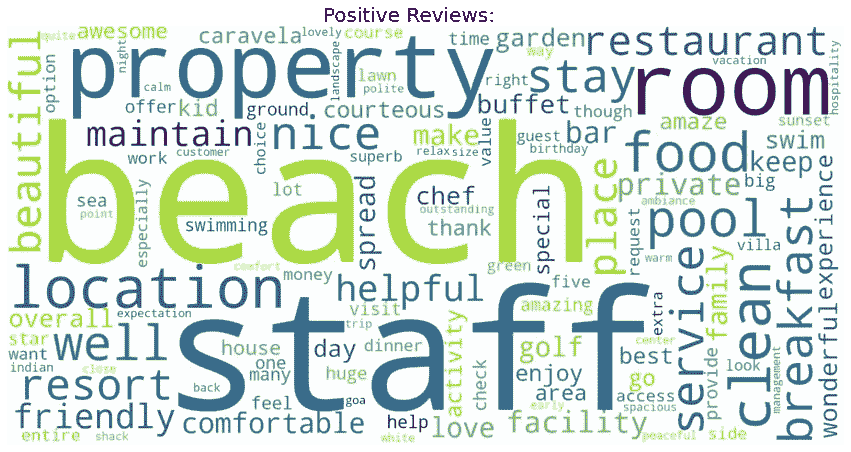 Positive Reviews:
quite awesome night caravela lovely course time garden restaurant
landscape way vacation hospitality
beautiful option property calm lawn polite right stay room
offer kid ground courteous buffet though amaze sunset
maintain nice choice make value guest bar food swim
work customer superb relax size birthday keep
beach place private big experience
sea lot chef outstanding special ambiance
point especially swimming spread thank request pool villa
location comfort money green five warm clean breakfast
expectation helpful visit amazing extra service family wonderful
overall trip
star well house day dinner activity golf best center look
want one
indian close many huge check enjoy area go access provide management
resort back feel goa early spacious
friendly comfortable help love facility side
entire shack white peaceful
staff